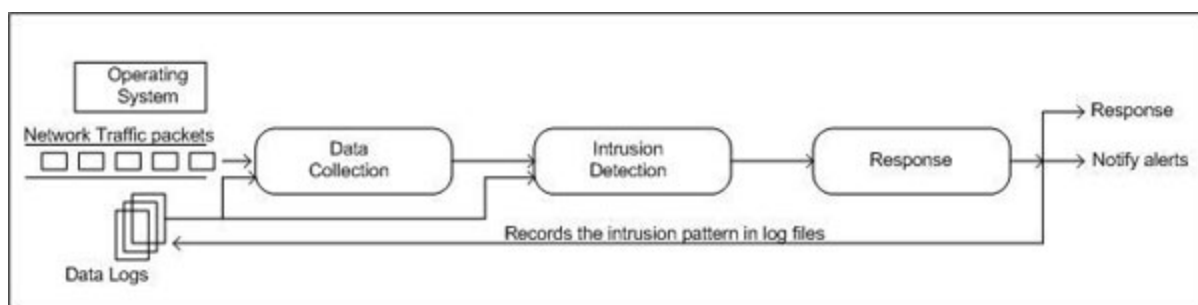 Operating
System
Network Traffic packets
Data
Collection
Intrusion
Detection
Response
Response
Notify alerts
Records the intrusion pattern in log files
Data Logs